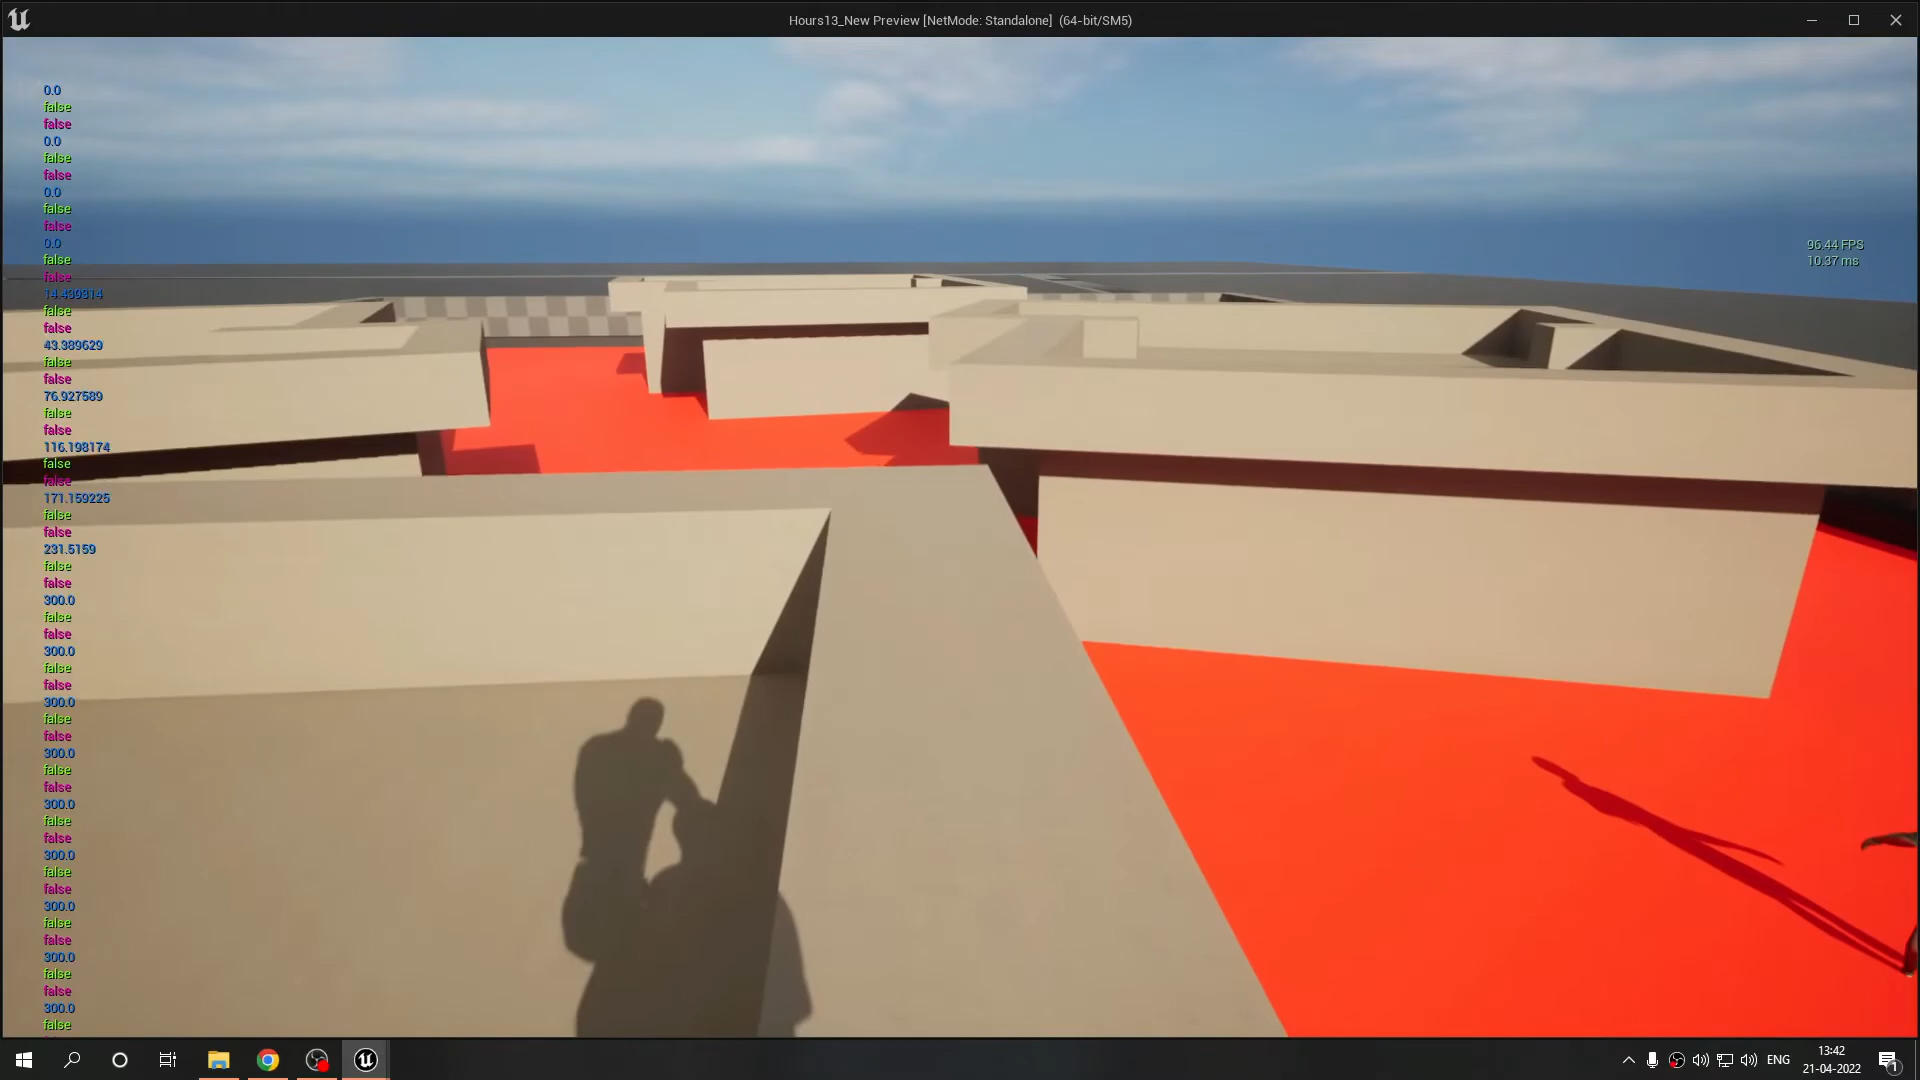 Hours13_New Preview [NetMode: Standalone] (64-bit/SM5)
0.0
false
false
0.0
false
false
0.0
false
false
0.0
false
false
14.439314
false
false
43.389629
false
false
76.927589
false
false
116.198174
false
false
171.159225
false
false
231.5159
false
false
300.0
false
false
300.0
false
false
300.0
false
false
300.0
false
false
300.0
false
false
300.0
false
false
300.0
false
false
300.0
false
false
300.0
false
96.44 FPS
10.37 ms
ENG
13:42
21-04-2022
1